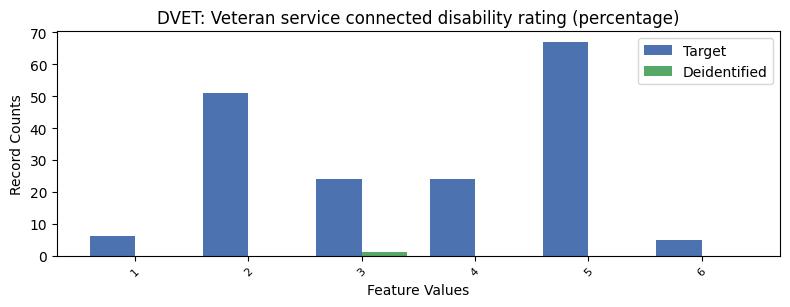 DVET: Veteran service connected disability rating (percentage)
70
60
50
40
30
20
10
0
Record Counts
Target
Deidentified
1 2 3 4 5 6
Feature Values